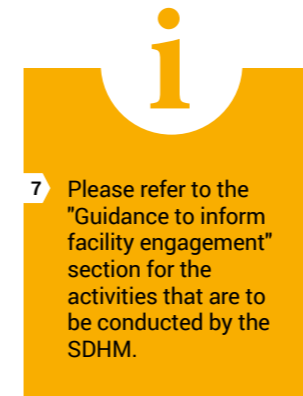 i
7 Please refer to the
"Guidance to inform
facility engagement"
section for the
activities that are to
be conducted by the
SDHM.